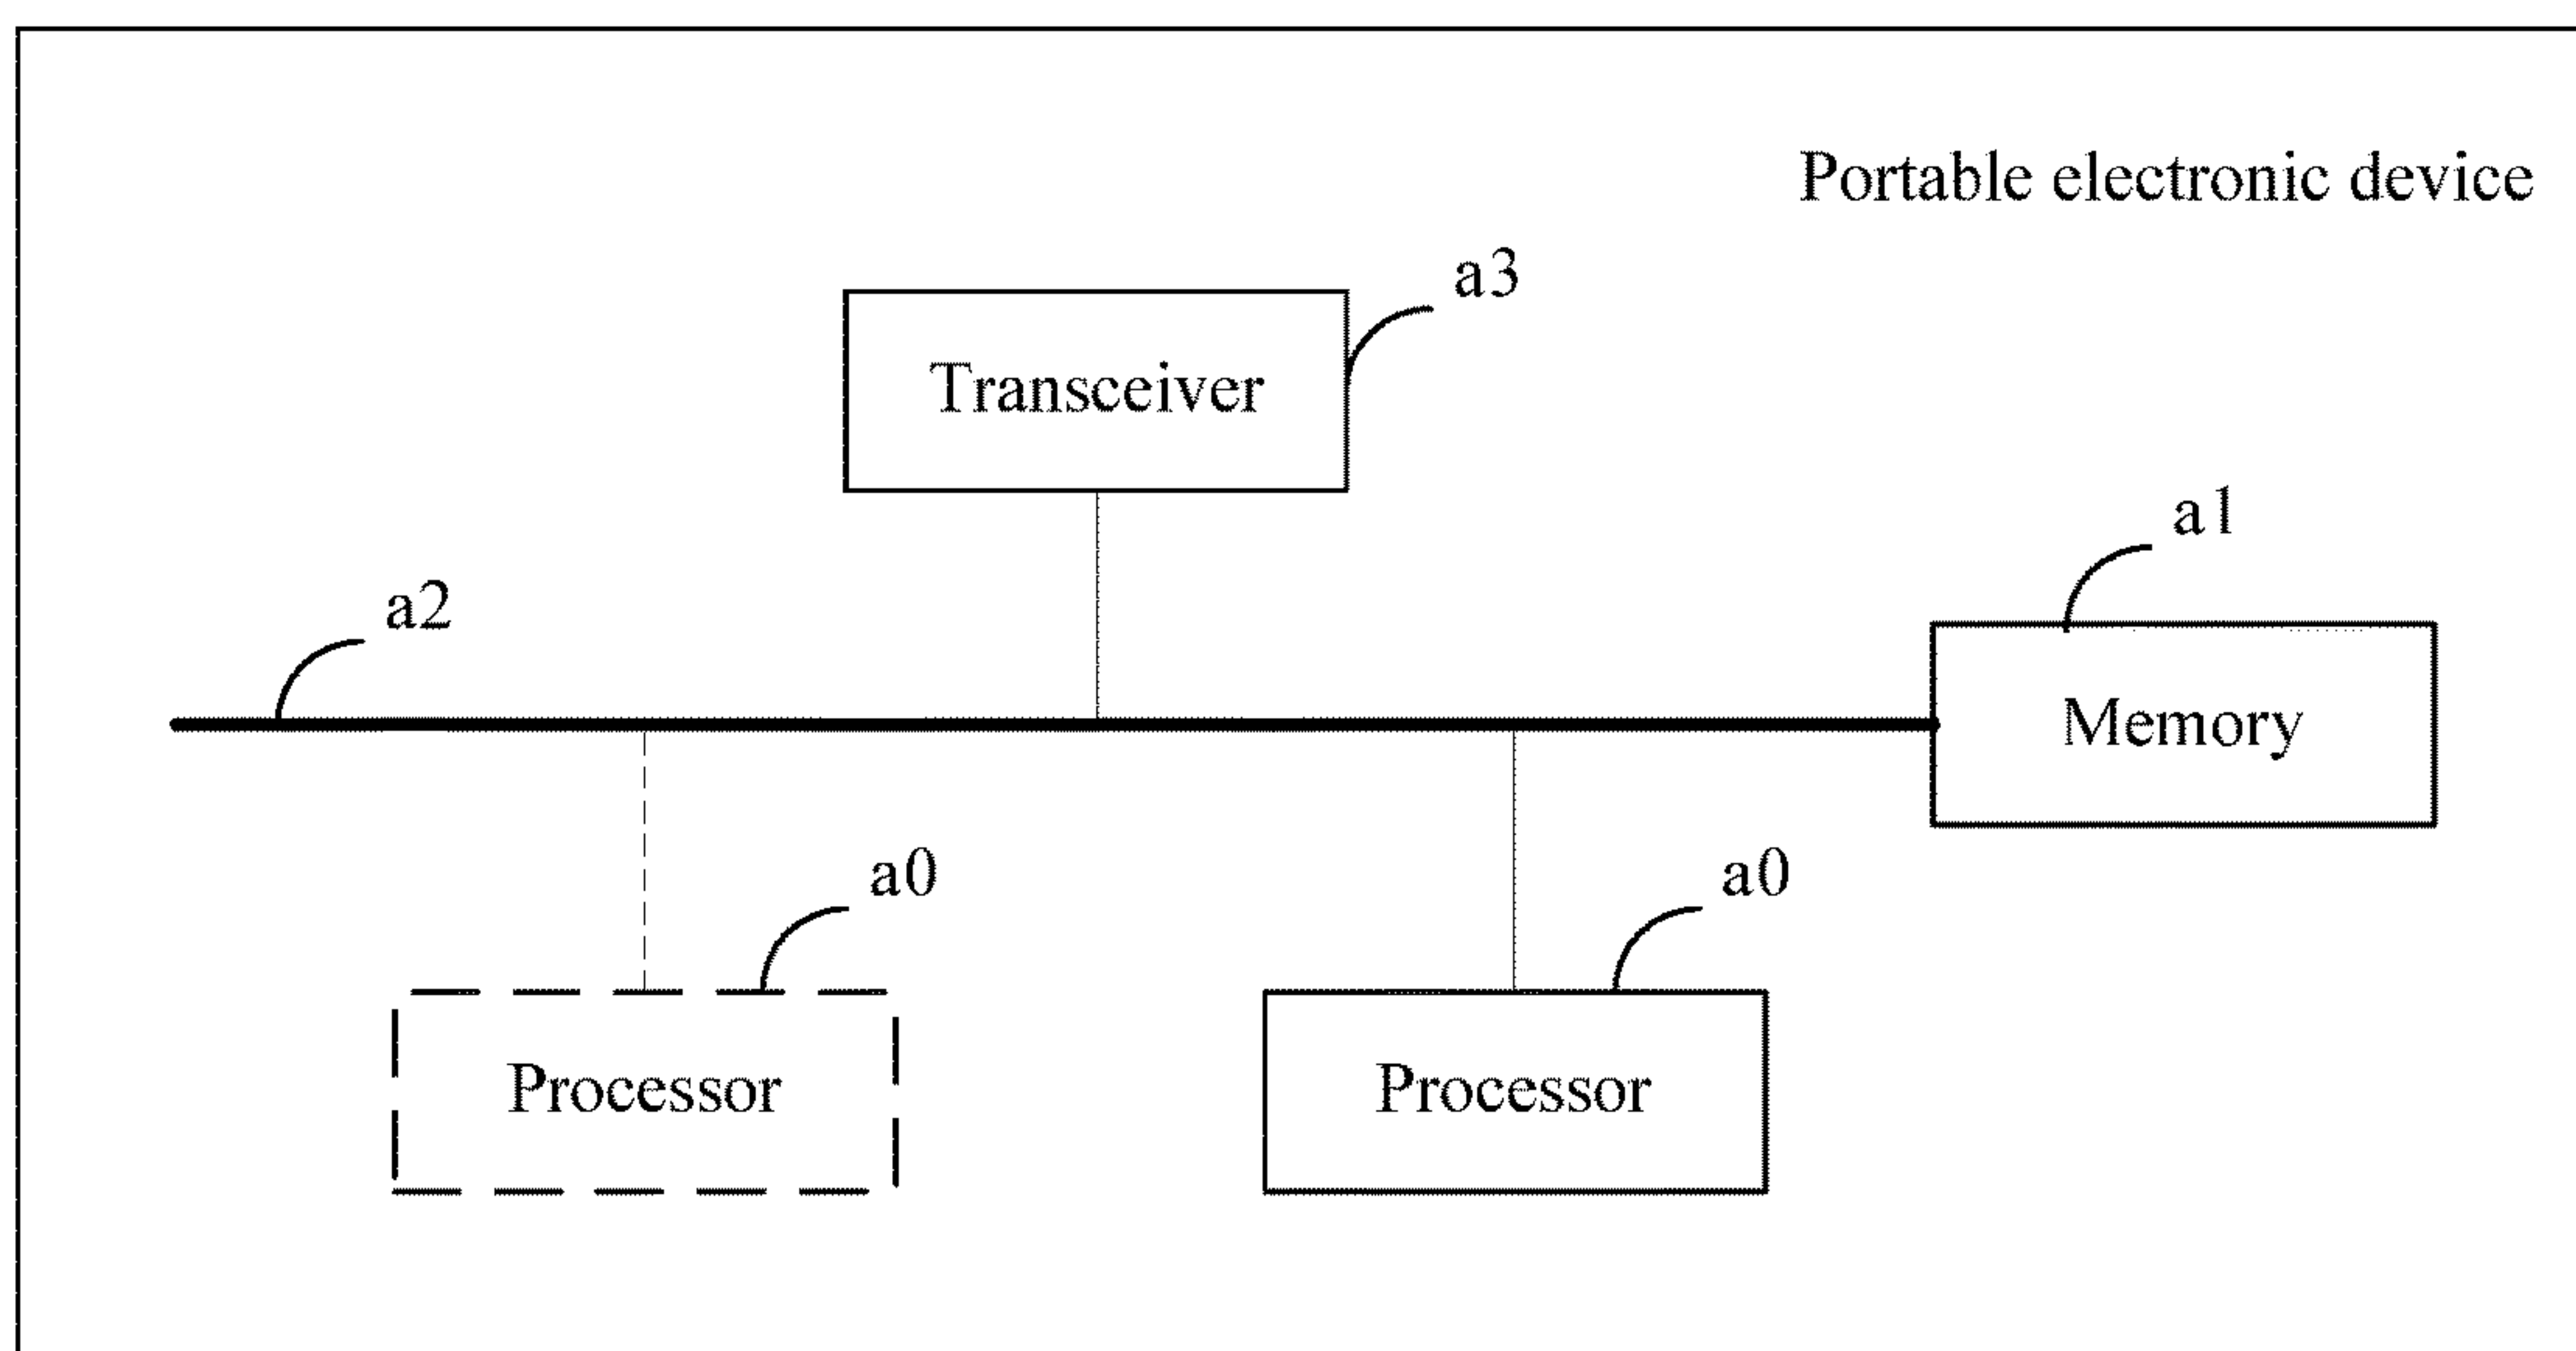 Portable electronic device
a3
Transceiver
a1
a2
Memory
a0
a0
Processor
Processor